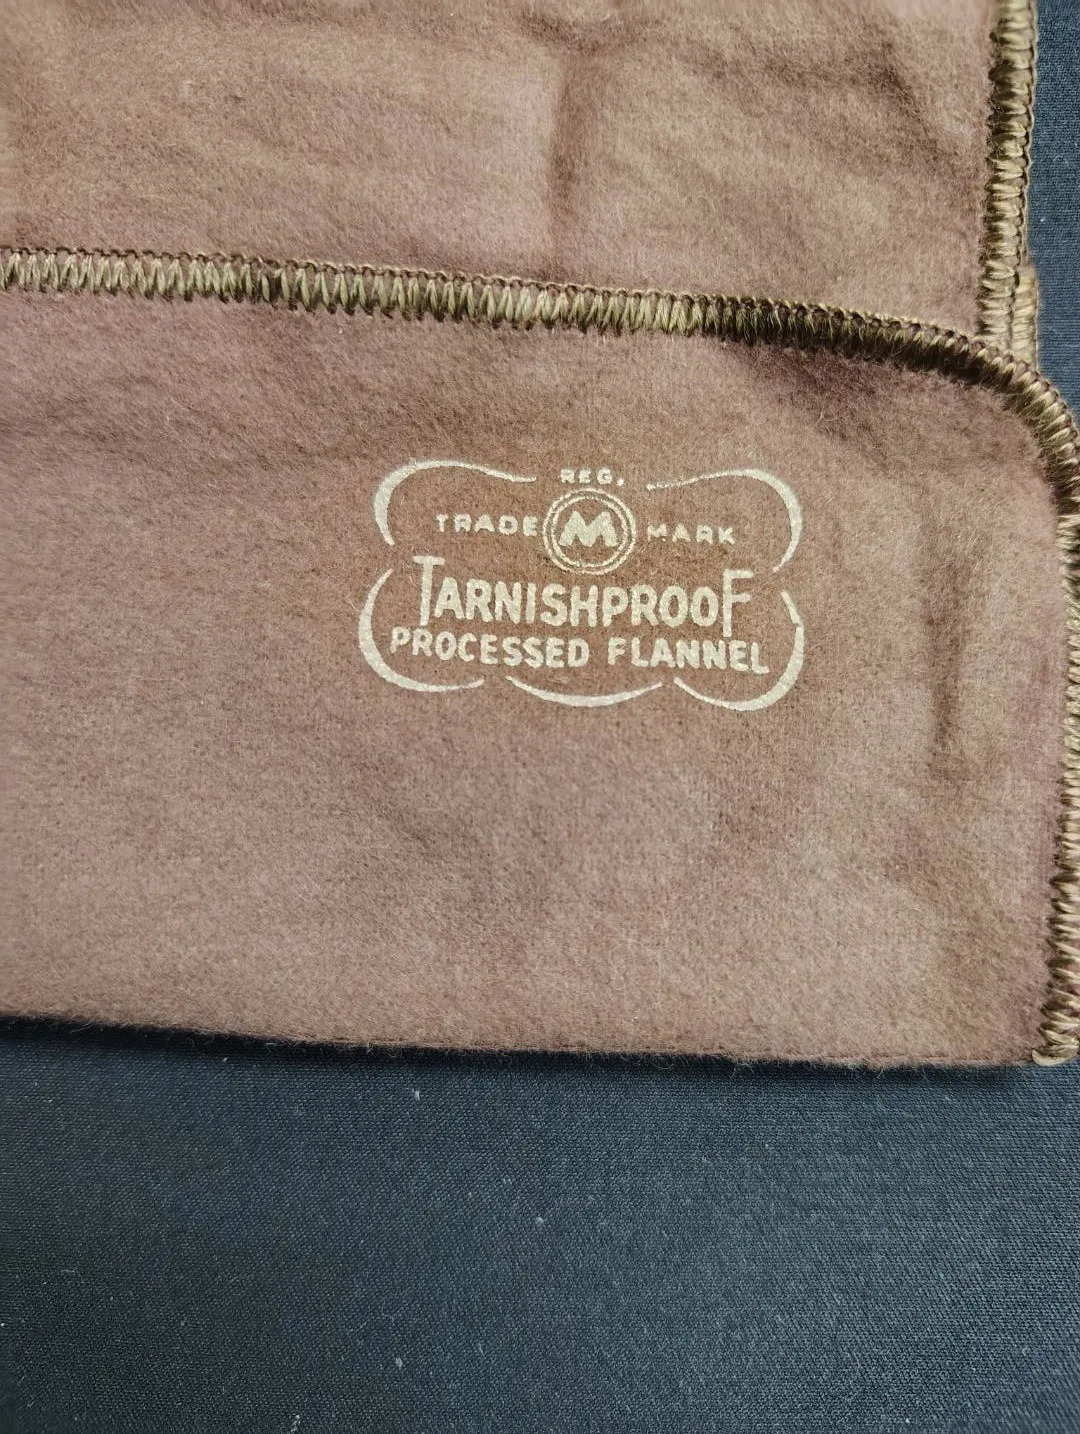 REG.
TRADE M MARK
TARNISHPROOF
PROCESSED FLANNEL